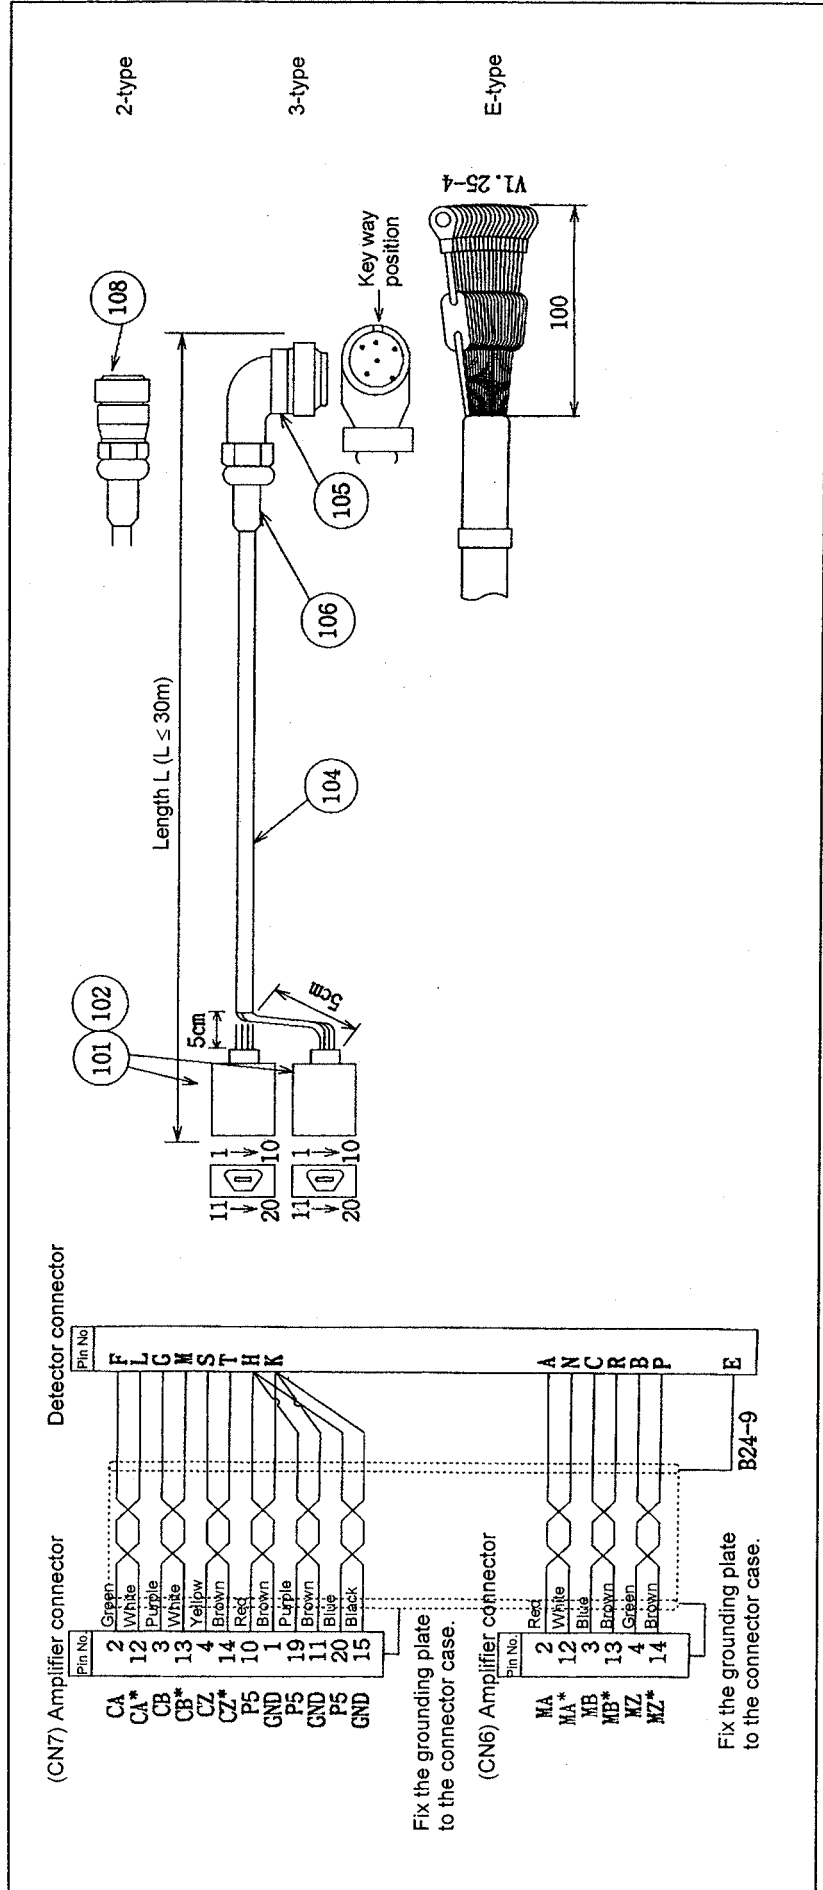 (CN7) Amplifier connector
Detector connector
Pin No.
Pin No
CA 2 Green F
CA* 12 White L
CB 3 Purple G
CB* 13 White M
CZ 4 Yellow S
CZ* 14 Brown T
P5 10 Red H
GND 1 Brown K
P5 19 Purple
GND 11 Brown
P5 20 Blue
GND 15 Black
Fix the grounding plate
to the connector case.
(CN6) Amplifier connector
Pin No.
MA 2 Red A
MA* 12 White N
MB 3 Blue C
MB* 13 Brown R
MZ 4 Green B
MZ* 14 Brown P
E
B24-9
Fix the grounding plate
to the connector case.
Length L (L ≤ 30m)
101
102
5cm
5cm
11 1
20 10
11 1
20 10
104
106
105
108
Key way
position
2-type
3-type
E-type
V1.25-4
100